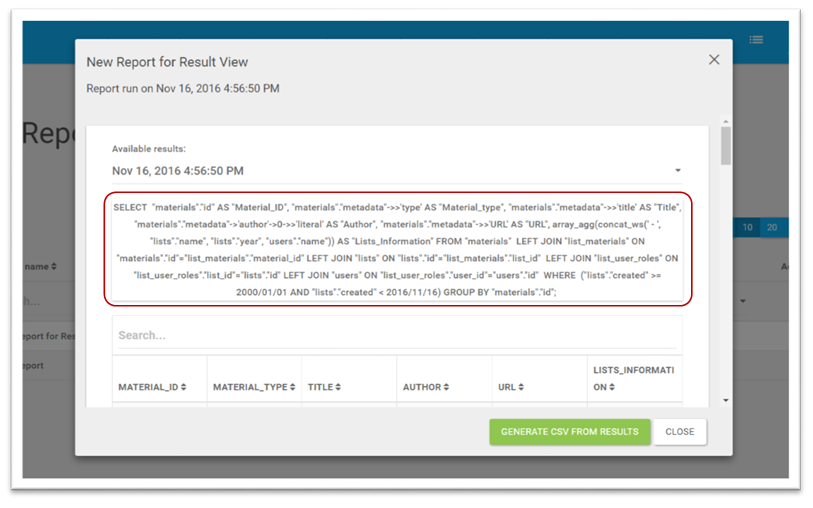 New Report for Result View
Report run on Nov 16, 2016 4:56:50 PM
Repo
Available results:
Nov 16, 2016 4:56:50 PM
SELECT "materials"."id" AS "Material_ID", "materials"."metadata"->>'type' AS "Material_type", "materials"."metadata"->>'title' AS "Title",
"materials"."metadata"->'author'->0->>'literal' AS "Author", "materials"."metadata"->>'URL' AS "URL", array_agg(concat_ws(' - ',
"lists"."name", "lists"."year", "users"."name")) AS "Lists_Information" FROM "materials" LEFT JOIN "list_materials" ON
"materials"."id"="list_materials"."material_id" LEFT JOIN "lists" ON "lists"."id"="list_materials"."list_id" LEFT JOIN "list_user_roles" ON
"list_user_roles"."list_id"="lists"."id" LEFT JOIN "users" ON "list_user_roles"."user_id"="users"."id" WHERE ("lists"."created" >=
2000/01/01 AND "lists"."created" < 2016/11/16) GROUP BY "materials"."id";
10 20
name
h...
Search...
eport for Res
eport
MATERIAL_ID MATERIAL_TYPE TITLE AUTHOR URL LISTS_INFORMATI
ON
GENERATE CSV FROM RESULTS CLOSE